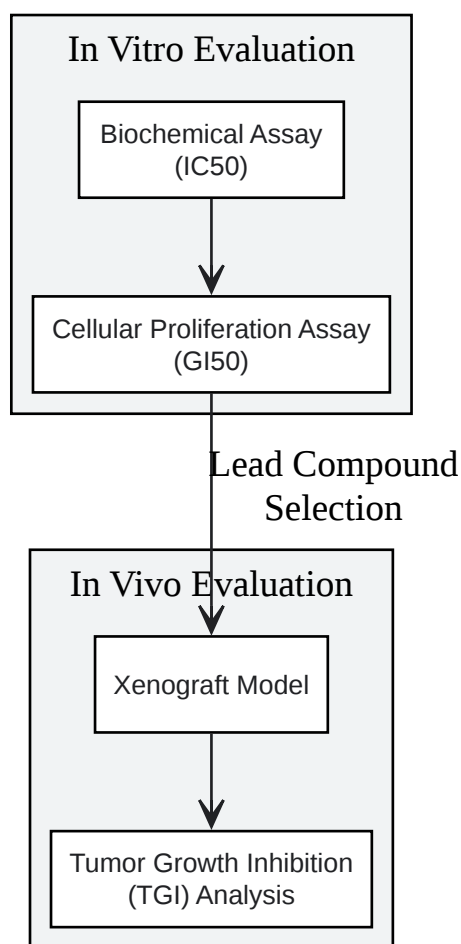 In Vitro Evaluation
Biochemical Assay
(IC50)
Cellular Proliferation Assay
(GI50)
Lead Compound
Selection
In Vivo Evaluation
Xenograft Model
Tumor Growth Inhibition
(TGI) Analysis